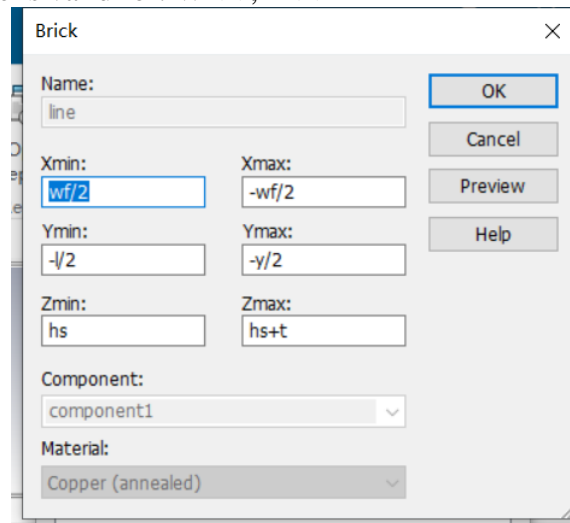 Brick
Name:
OK
line
Cancel
Xmin:
Xmax:
wf/2
-wf/2
Preview
Ymin:
Ymax:
Help
-l/2
-y/2
Zmin:
Zmax:
hs
hs+t
Component:
component1
Material:
Copper (annealed)